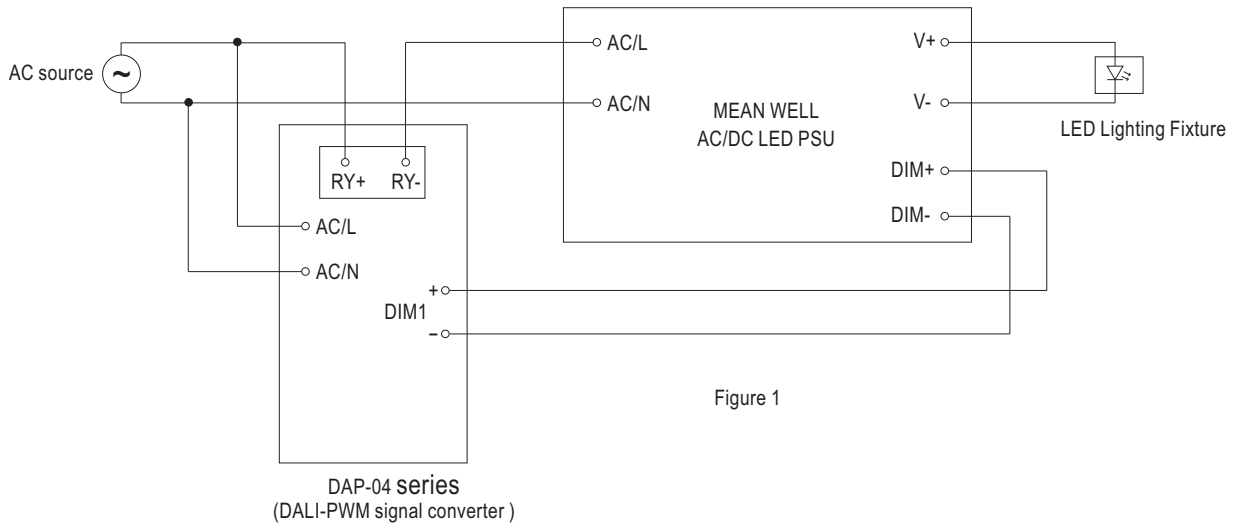 AC source
~
AC/L
AC/N
MEAN WELL
AC/DC LED PSU
V+
V-
DIM+
DIM-
LED Lighting Fixture
RY+ RY-
AC/L
AC/N
+
DIM1
-
Figure 1
DAP-04 series
(DALI-PWM signal converter )